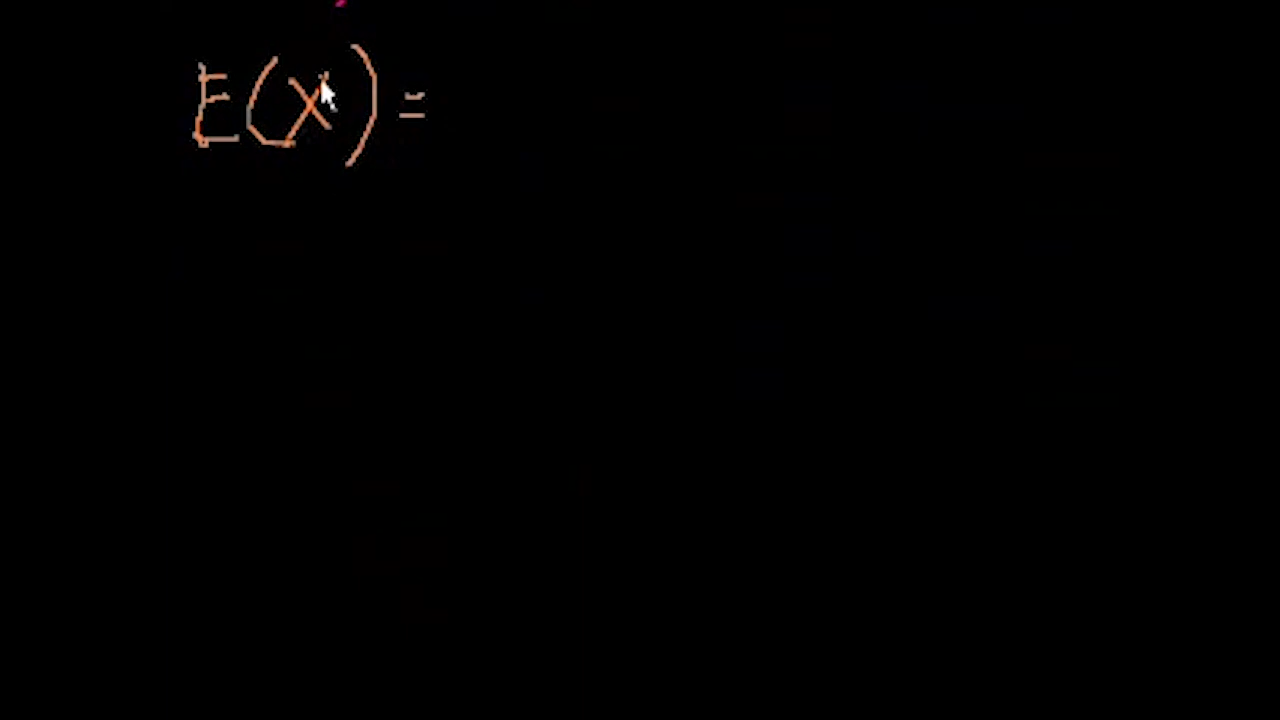 E(X) =